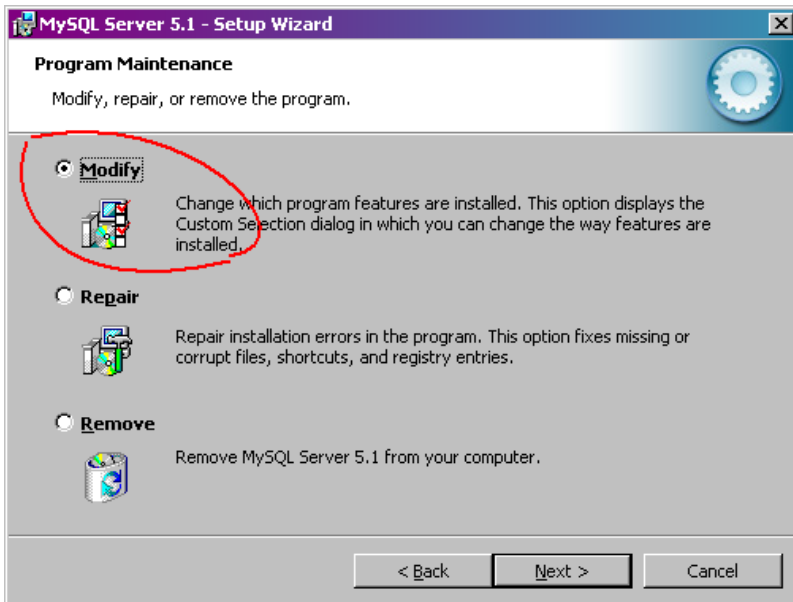 MySQL Server 5.1 - Setup Wizard
Program Maintenance
Modify, repair, or remove the program.
Modify
Change which program features are installed. This option displays the
Custom Selection dialog in which you can change the way features are
installed.
Repair
Repair installation errors in the program. This option fixes missing or
corrupt files, shortcuts, and registry entries.
Remove
Remove MySQL Server 5.1 from your computer.
< Back Next > Cancel